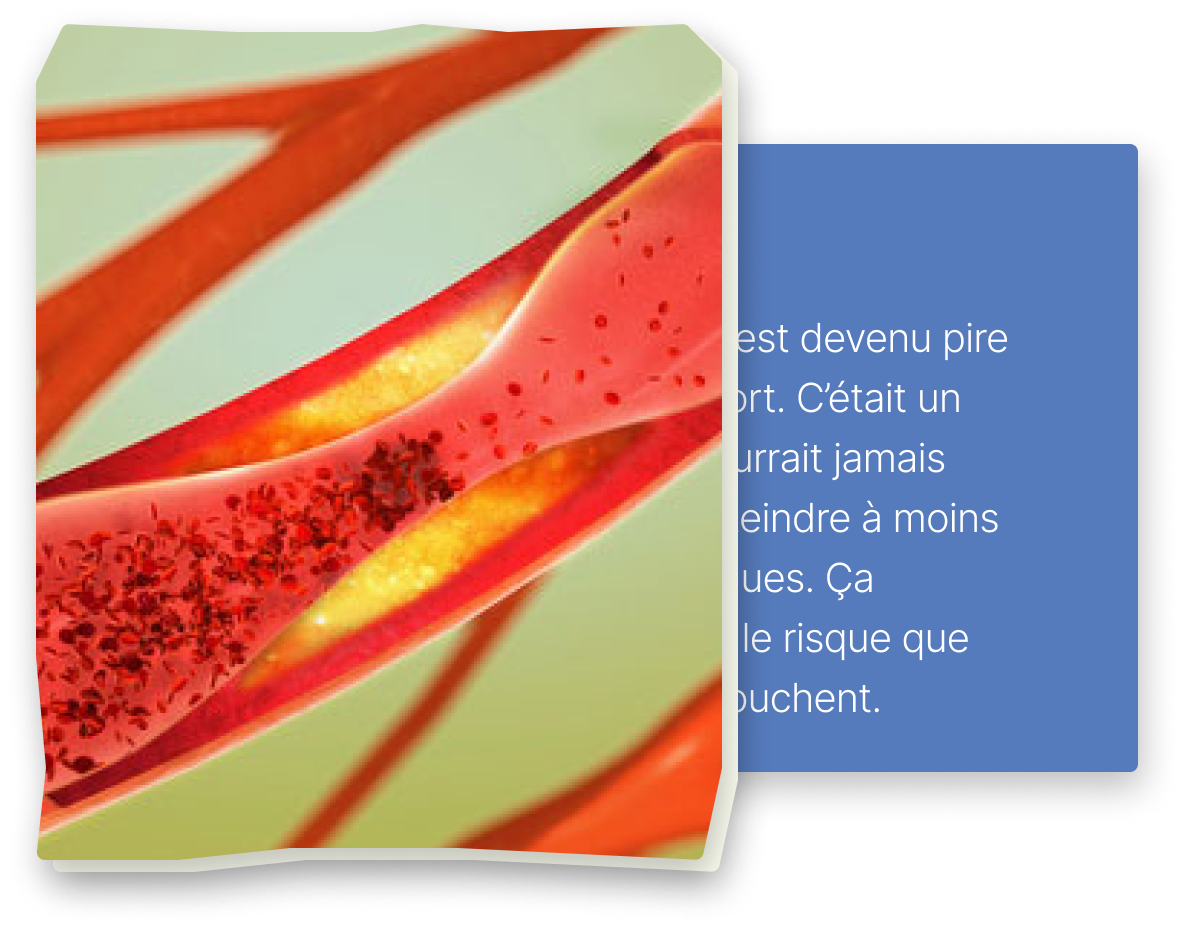 est devenu pire
ort. C’était un
urrait jamais
eindre à moins
ues. Ça
le risque que
ouchent.